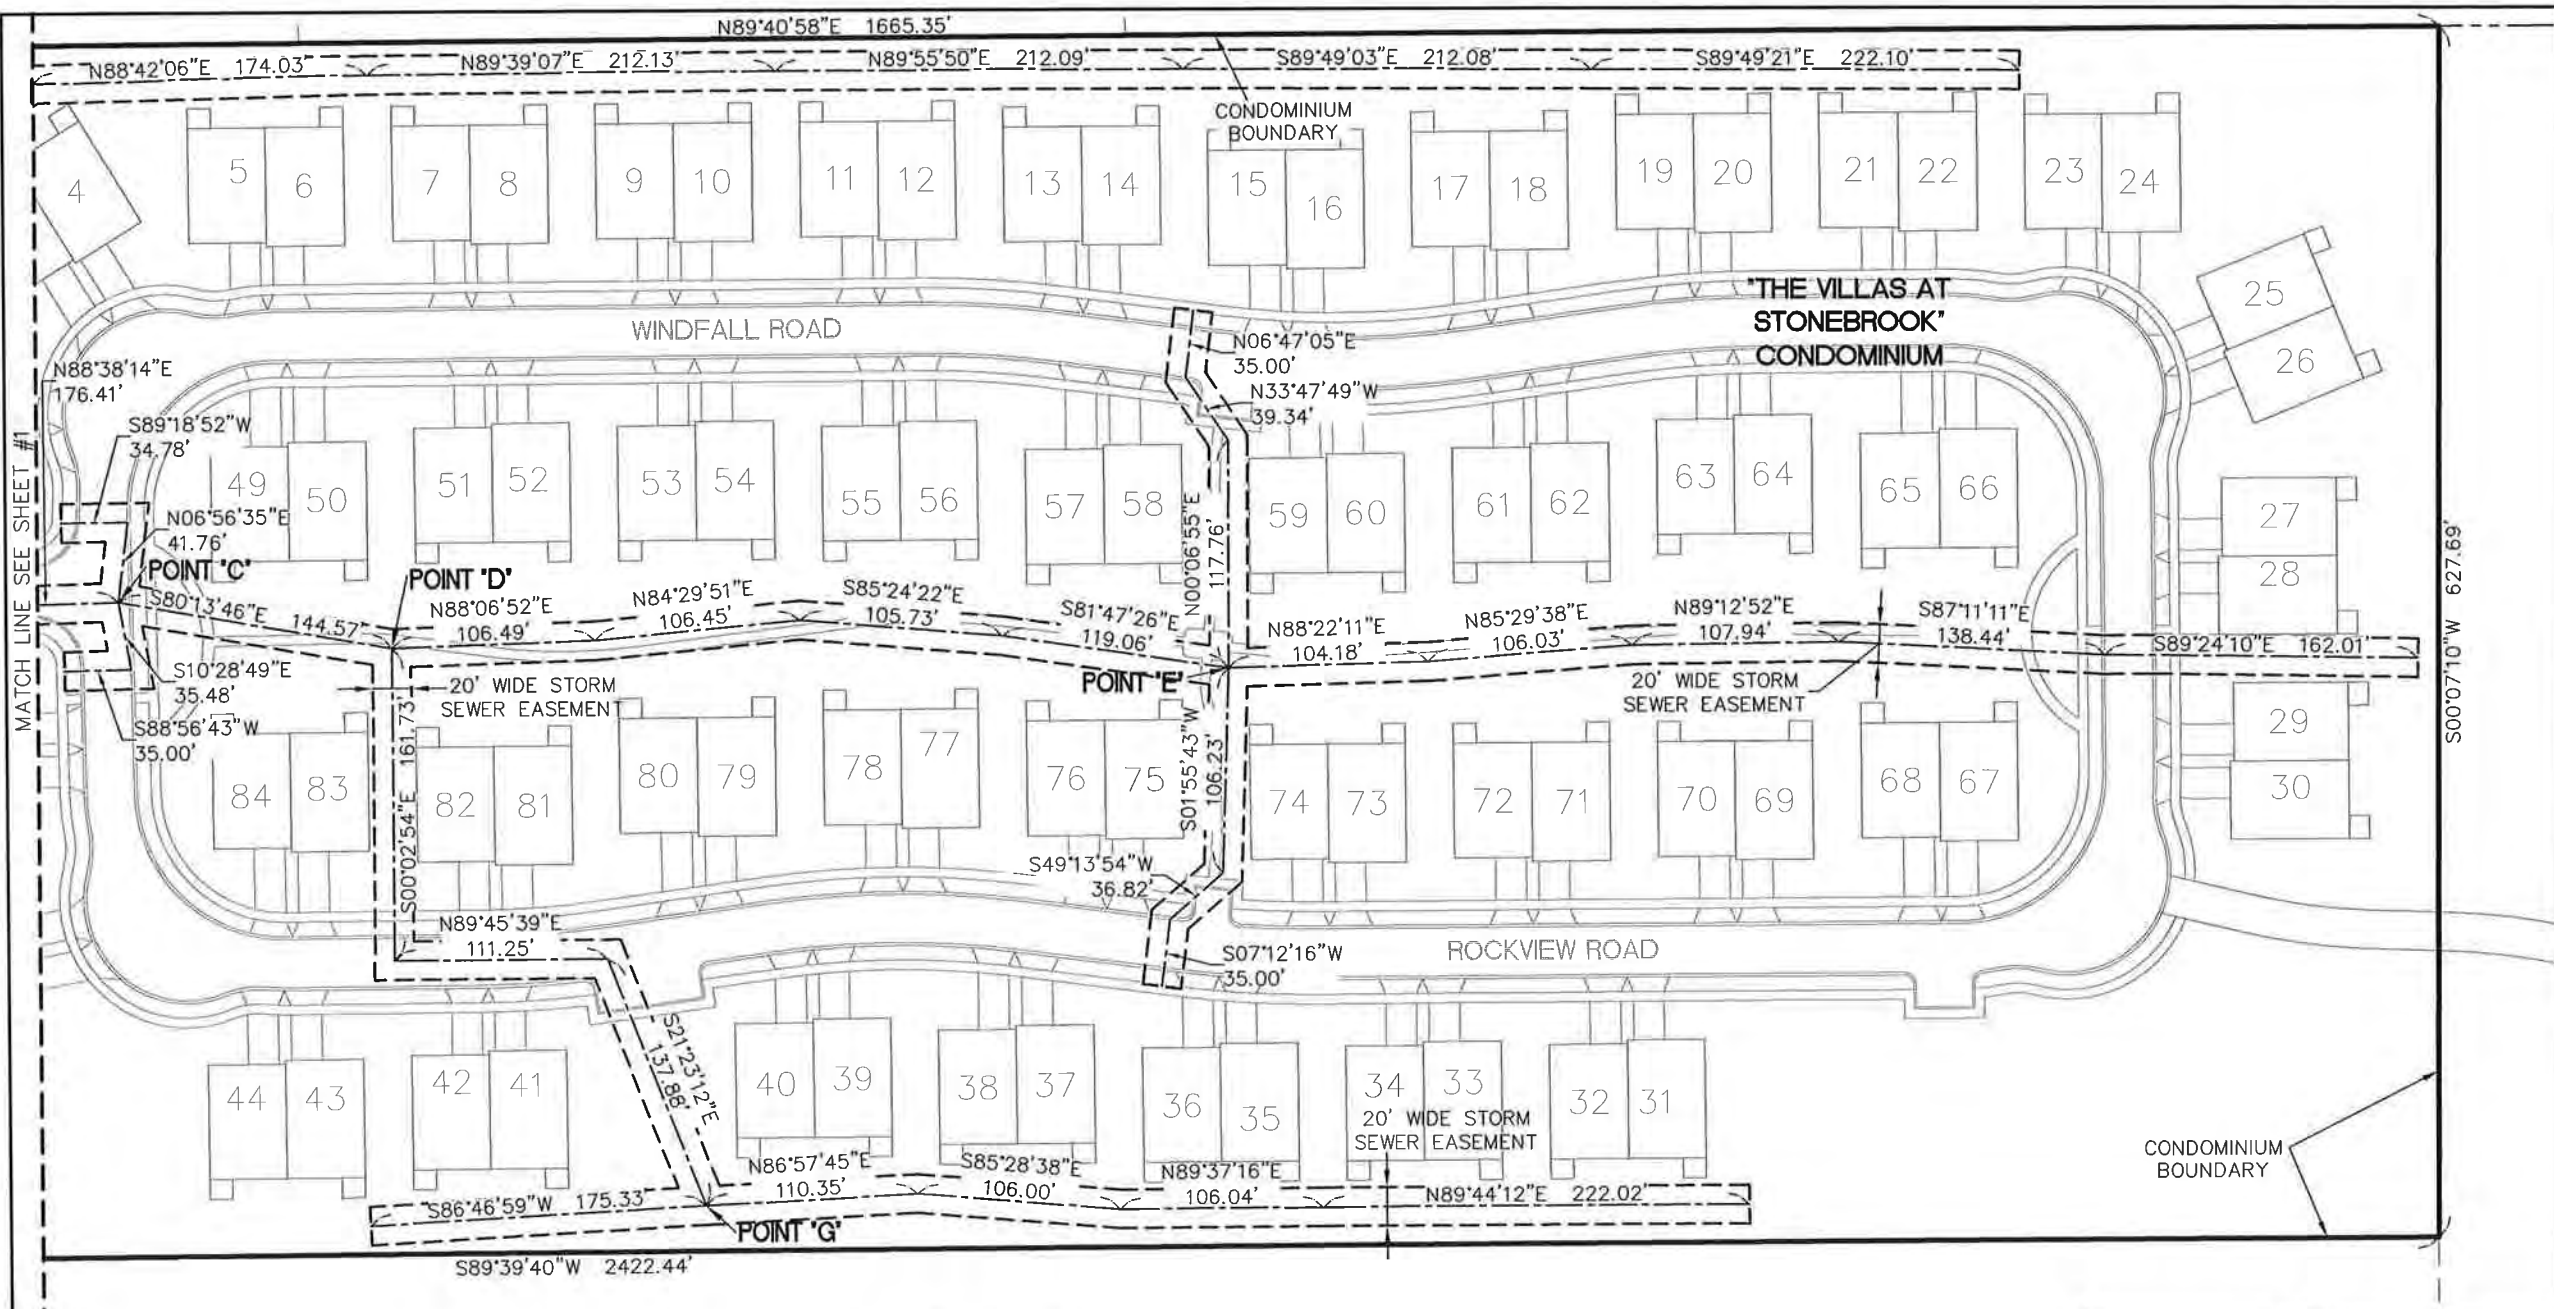 N89°40'58"E 1665.35'
N88°42'06"E 174.03'
N89°39'07"E 212.13'
N89°55'50"E 212.09'
S89°49'03"E 212.08'
S89°49'21"E 222.10'
CONDOMINIUM
BOUNDARY
4
5
6
7
8
9
10
11
12
13
14
15
16
17
18
19
20
21
22
23
24
25
26
"THE VILLAS AT
STONEBROOK"
CONDOMINIUM
WINDFALL ROAD
N06°47'05"E
35.00'
N33°47'49"W
39.34'
N88°38'14"E
176.41'
S89°18'52"W
34.78'
MATCH LINE SEE SHEET #1
49
50
51
52
53
54
55
56
57
58
59
60
61
62
63
64
65
66
27
28
N06°56'35"E
41.76'
POINT "C"
POINT "D"
N00°06'55"E
117.76'
S00°07'10"W 627.69'
S80°13'46"E 144.57'
N88°06'52"E
106.49'
N84°29'51"E
106.45'
S85°24'22"E
105.73'
S81°47'26"E
119.06'
N88°22'11"E
104.18'
N85°29'38"E
106.03'
N89°12'52"E
107.94'
S87°11'11"E
138.44'
S89°24'10"E 162.01'
S10°28'49"E
35.48'
S88°56'43"W
35.00'
20' WIDE STORM
SEWER EASEMENT
POINT "E"
20' WIDE STORM
SEWER EASEMENT
84
83
82
81
80
79
78
77
76
75
74
73
72
71
70
69
68
67
29
30
S00°02'54"E 161.73'
S01°55'43"W
106.23'
S49°13'54"W
36.82'
N89°45'39"E
111.25'
S07°12'16"W
35.00'
ROCKVIEW ROAD
S21°23'12"E
137.88'
44
43
42
41
40
39
38
37
36
35
34
33
32
31
20' WIDE STORM
SEWER EASEMENT
S86°46'59"W 175.33'
N86°57'45"E
110.35'
S85°28'38"E
106.00'
N89°37'16"E
106.04'
N89°44'12"E 222.02'
POINT "G"
CONDOMINIUM
BOUNDARY
S89°39'40"W 2422.44'